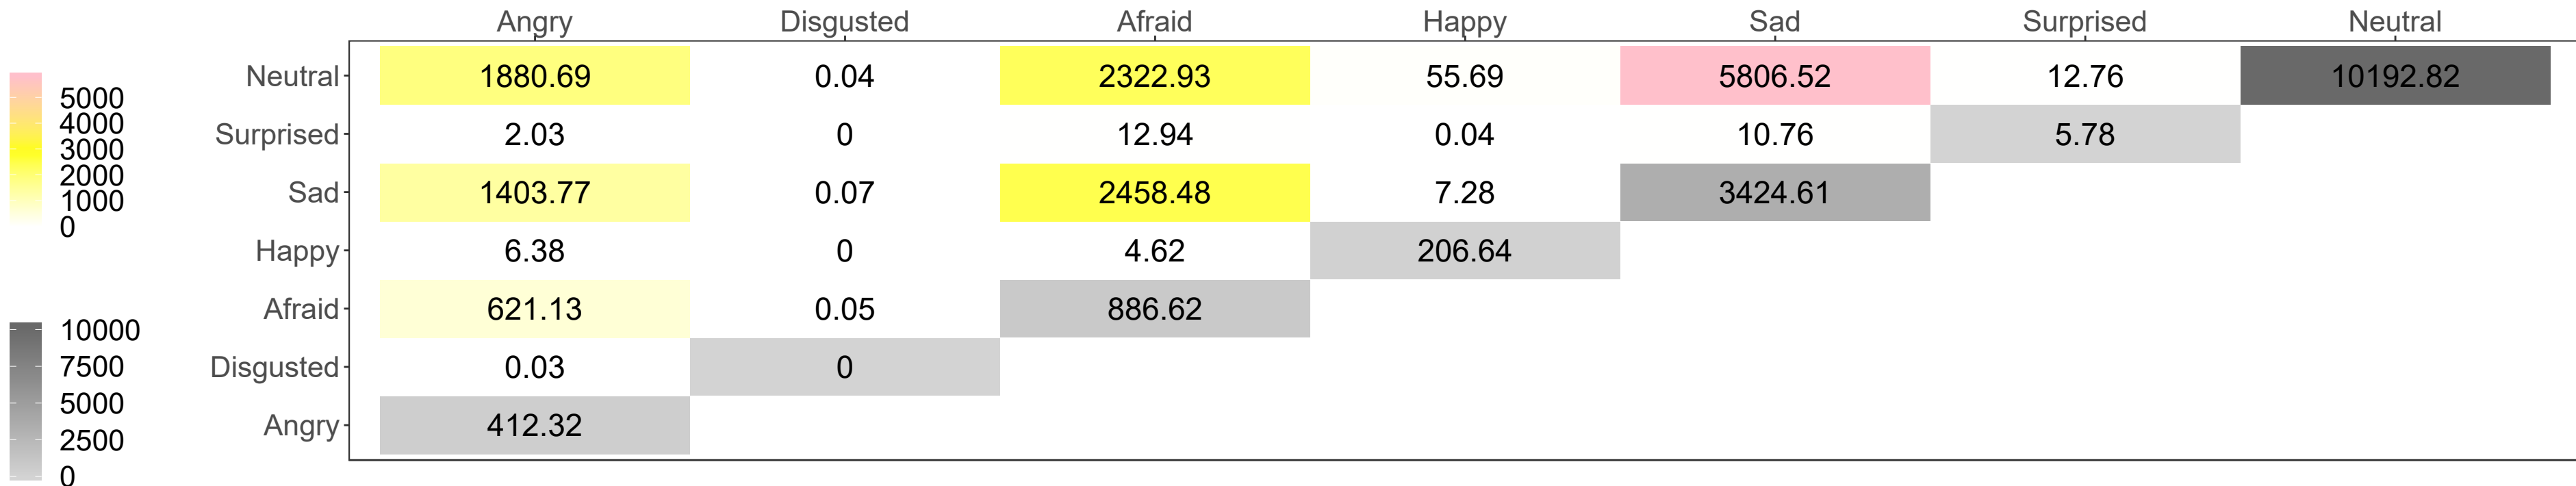 Angry Disgusted Afraid Happy Sad Surprised Neutral
Neutral 1880.69 0.04 2322.93 55.69 5806.52 12.76 10192.82
Surprised 2.03 0 12.94 0.04 10.76 5.78
Sad 1403.77 0.07 2458.48 7.28 3424.61
Happy 6.38 0 4.62 206.64
Afraid 621.13 0.05 886.62
Disgusted 0.03 0
Angry 412.32
5000
4000
3000
2000
1000
0
10000
7500
5000
2500
0